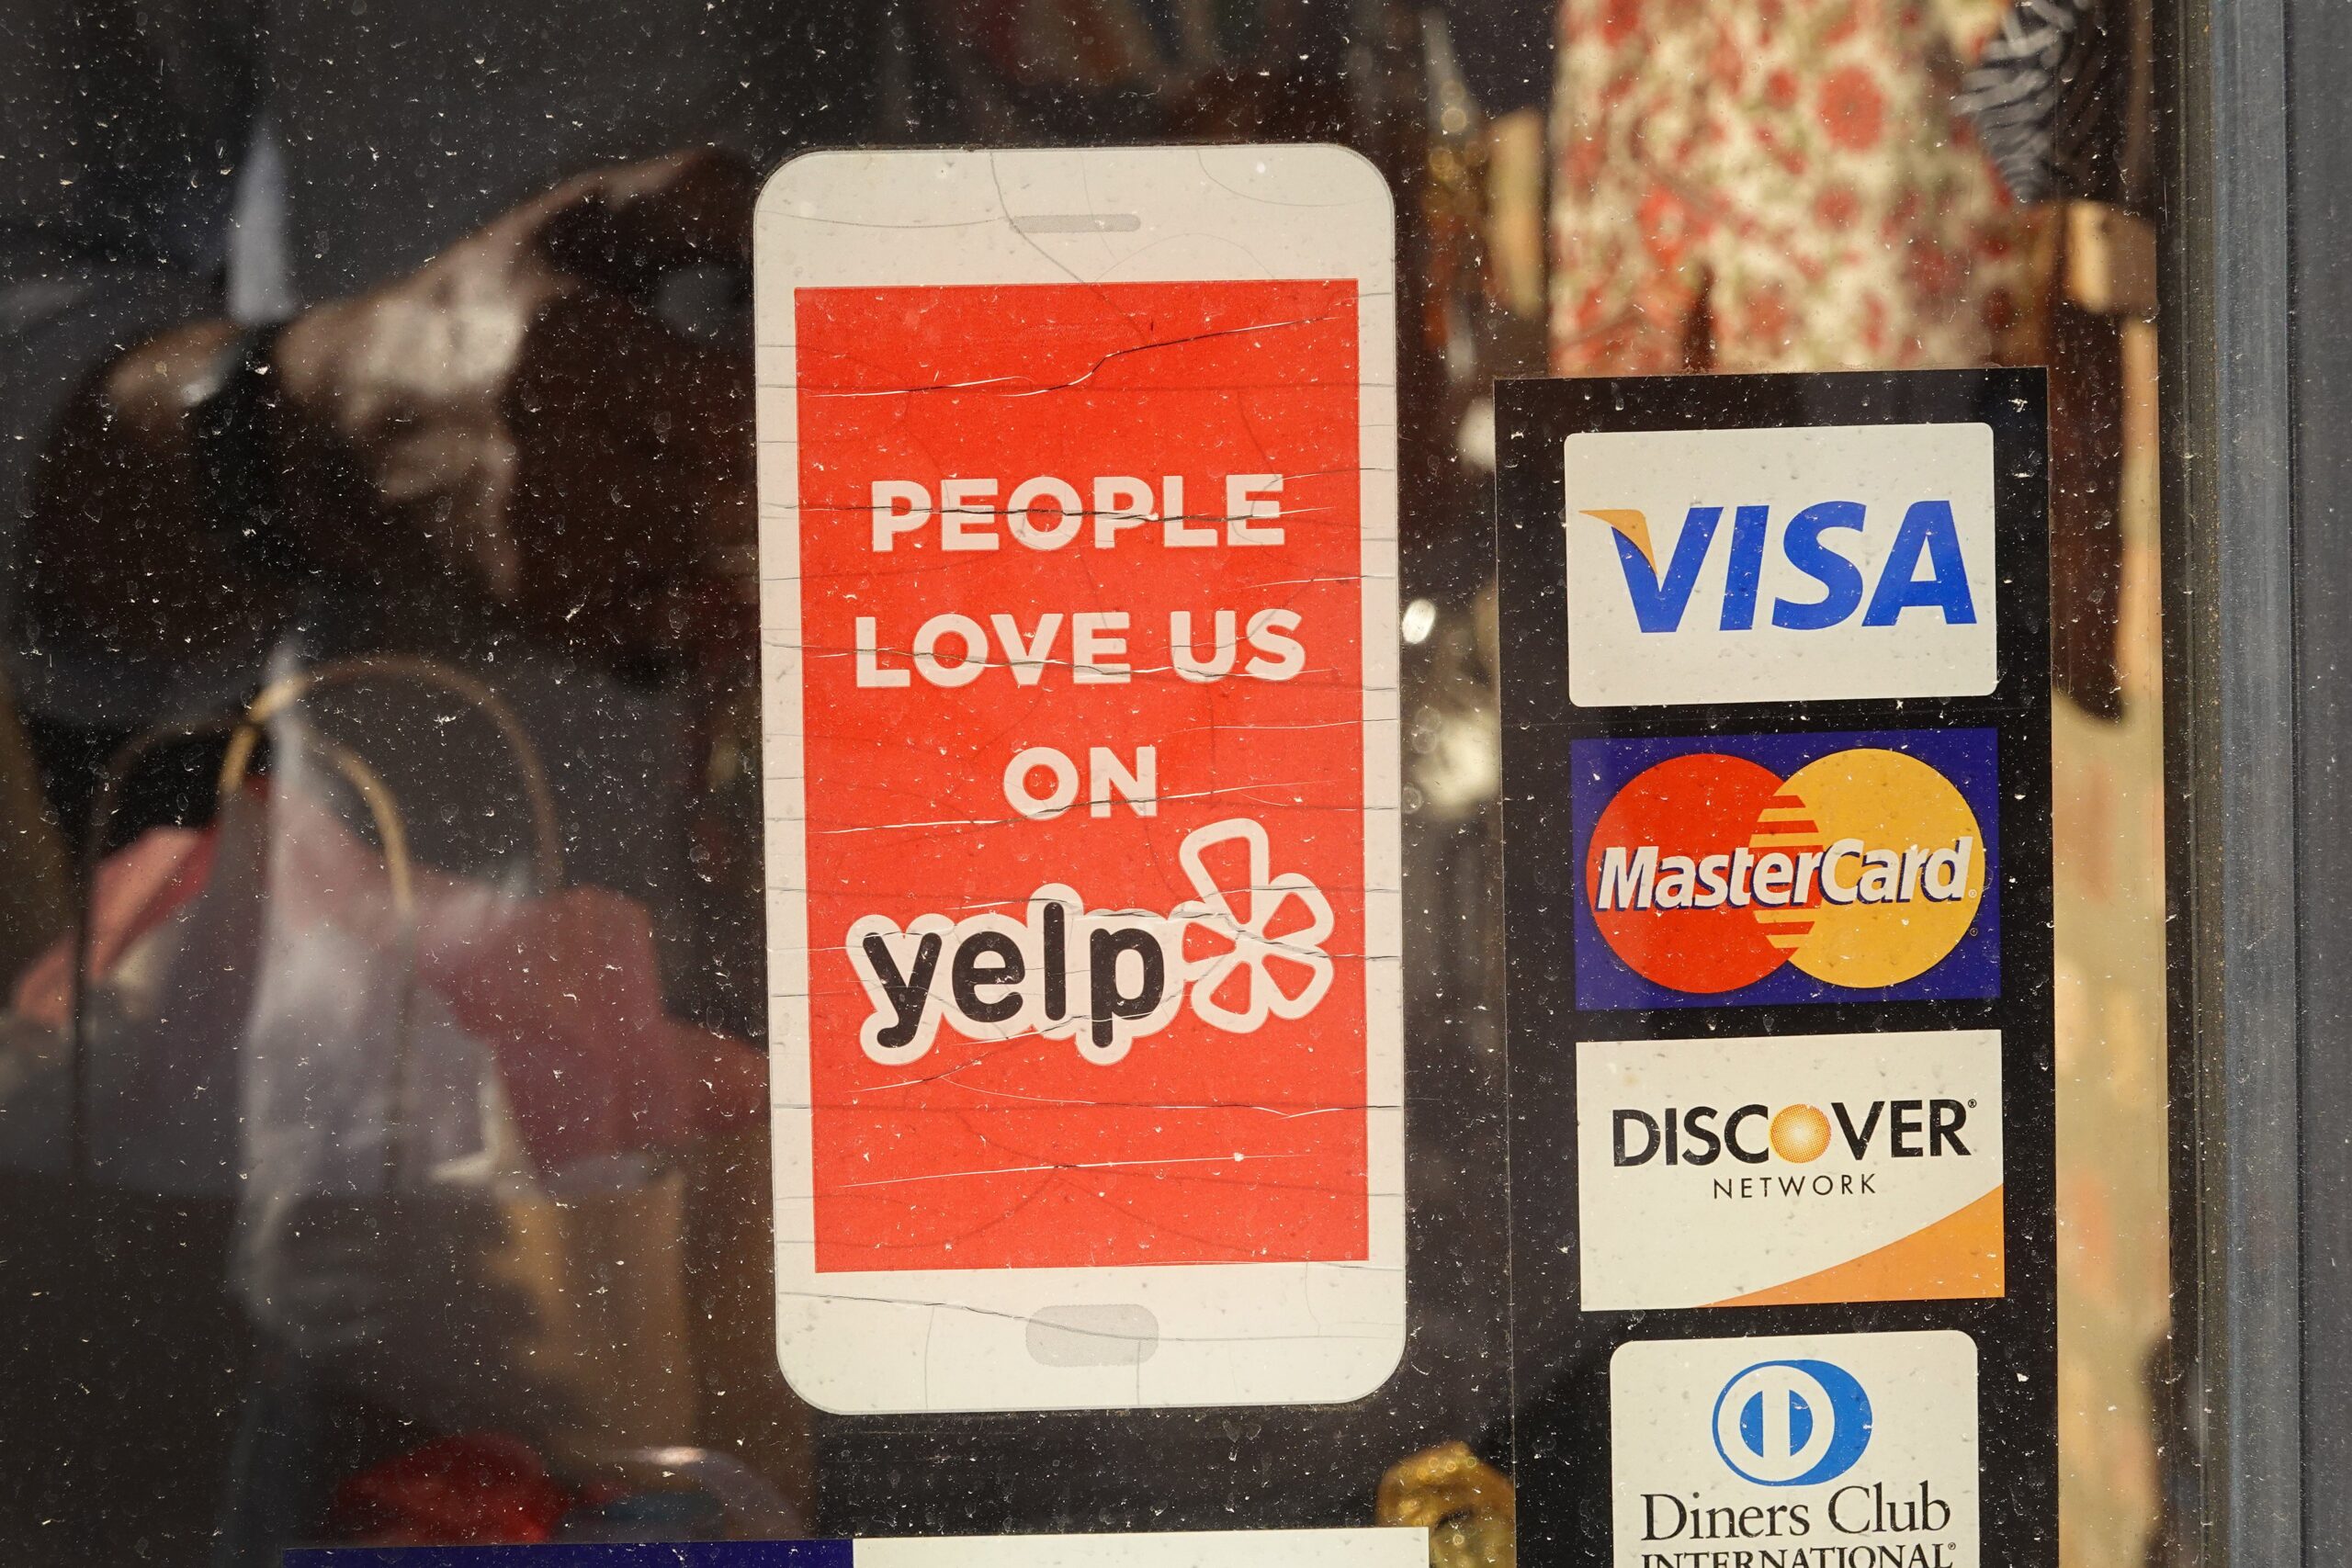 PEOPLE
LOVE US
ON
yelp
VISA
MasterCard®
®
DISCOVER®
NETWORK
Diners Club
INTERNATIONAL®